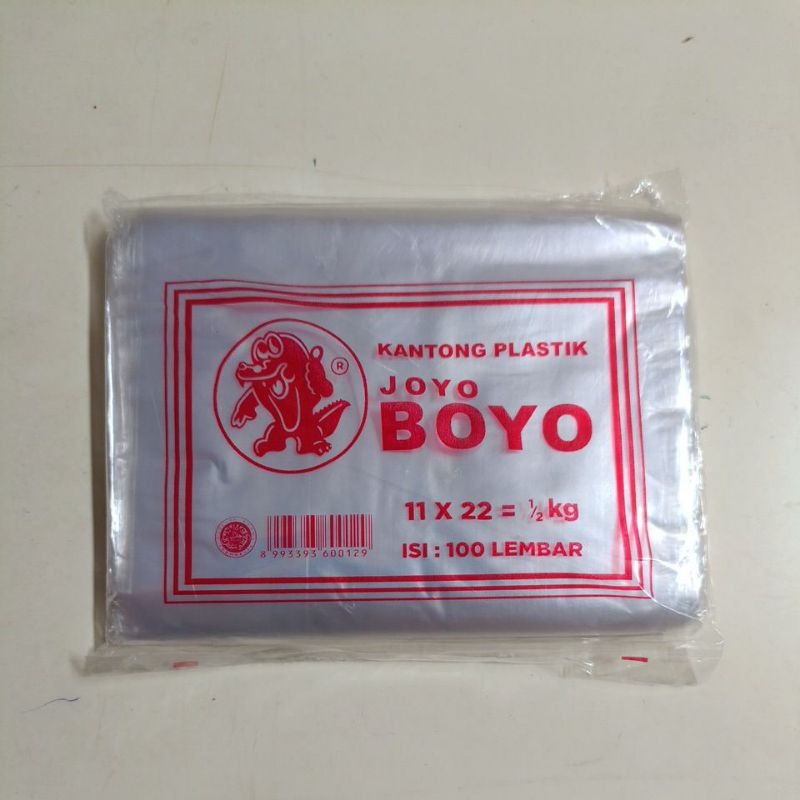 KANTONG PLASTIK
JOYO
BOYO
®
11 X 22 = ½ kg
ISI : 100 LEMBAR
8 993393 600129